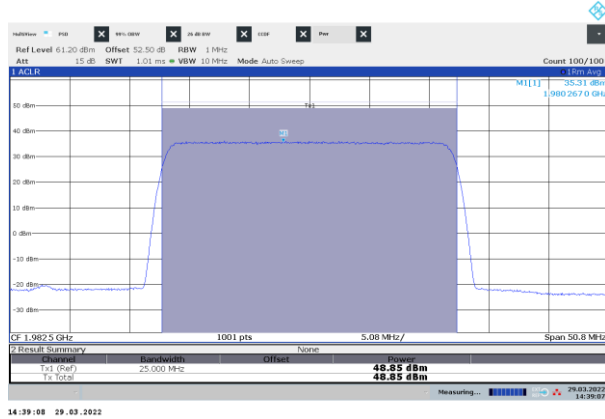 MultiView PSD X 99% OBW X 26 dB BW X CCDF X Pwr X
Ref Level 61.20 dBm Offset 52.50 dB RBW 1 MHz
Att 15 dB SWT 1.01 ms VBW 10 MHz Mode Auto Sweep Count 100/100
1 ACLR 1Rm Avg
M1[1] 35.31 dBm
1.980 267 0 GHz
Tx1
50 dBm
40 dBm
M1
30 dBm
20 dBm
10 dBm
0 dBm
-10 dBm
-20 dBm
-30 dBm
CF 1.982 5 GHz 1001 pts 5.08 MHz/ Span 50.8 MHz
2 Result Summary None
Channel Bandwidth Offset Power
Tx1 (Ref) 25.000 MHz 48.85 dBm
Tx Total 48.85 dBm
Measuring... 29.03.2022
14:39:07
14:39:08 29.03.2022